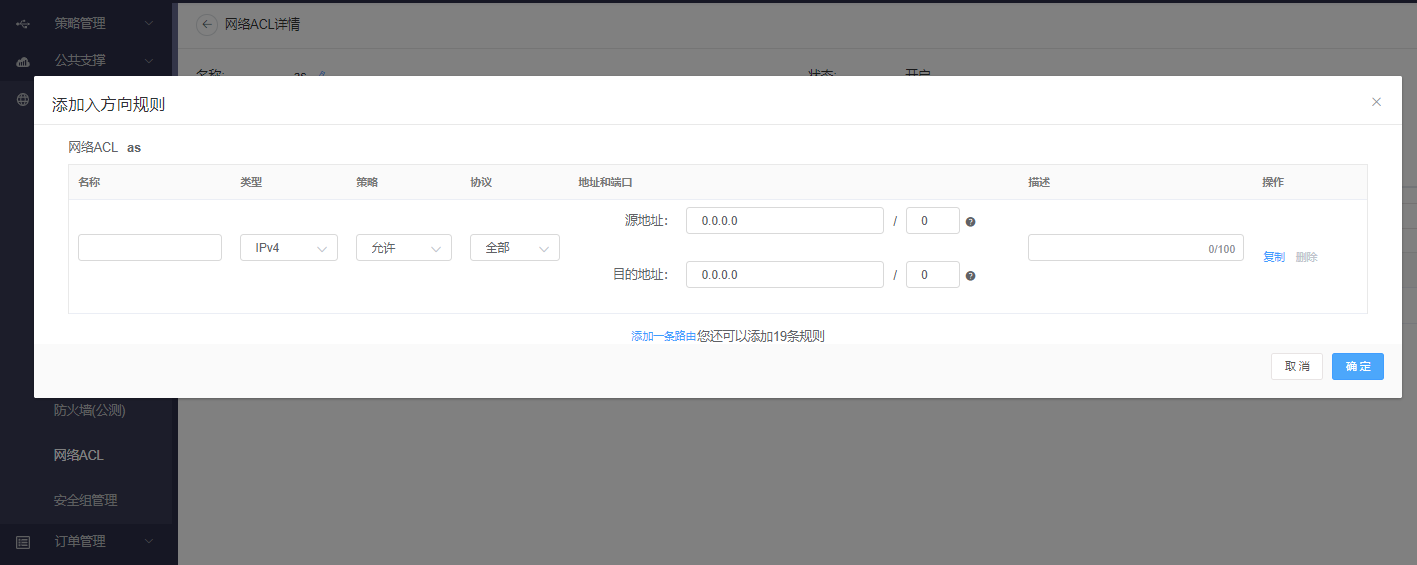 策略管理
公共支撑
网络ACL详情
名称: as
状态: 开启
添加入方向规则
网络ACL as
名称 类型 策略 协议 地址和端口 描述 操作
源地址: 0.0.0.0 / 0
IPv4 允许 全部 0/100 复制 删除
目的地址: 0.0.0.0 / 0
添加一条路由您还可以添加19条规则
取消 确定
防火墙(公测)
网络ACL
安全组管理
订单管理